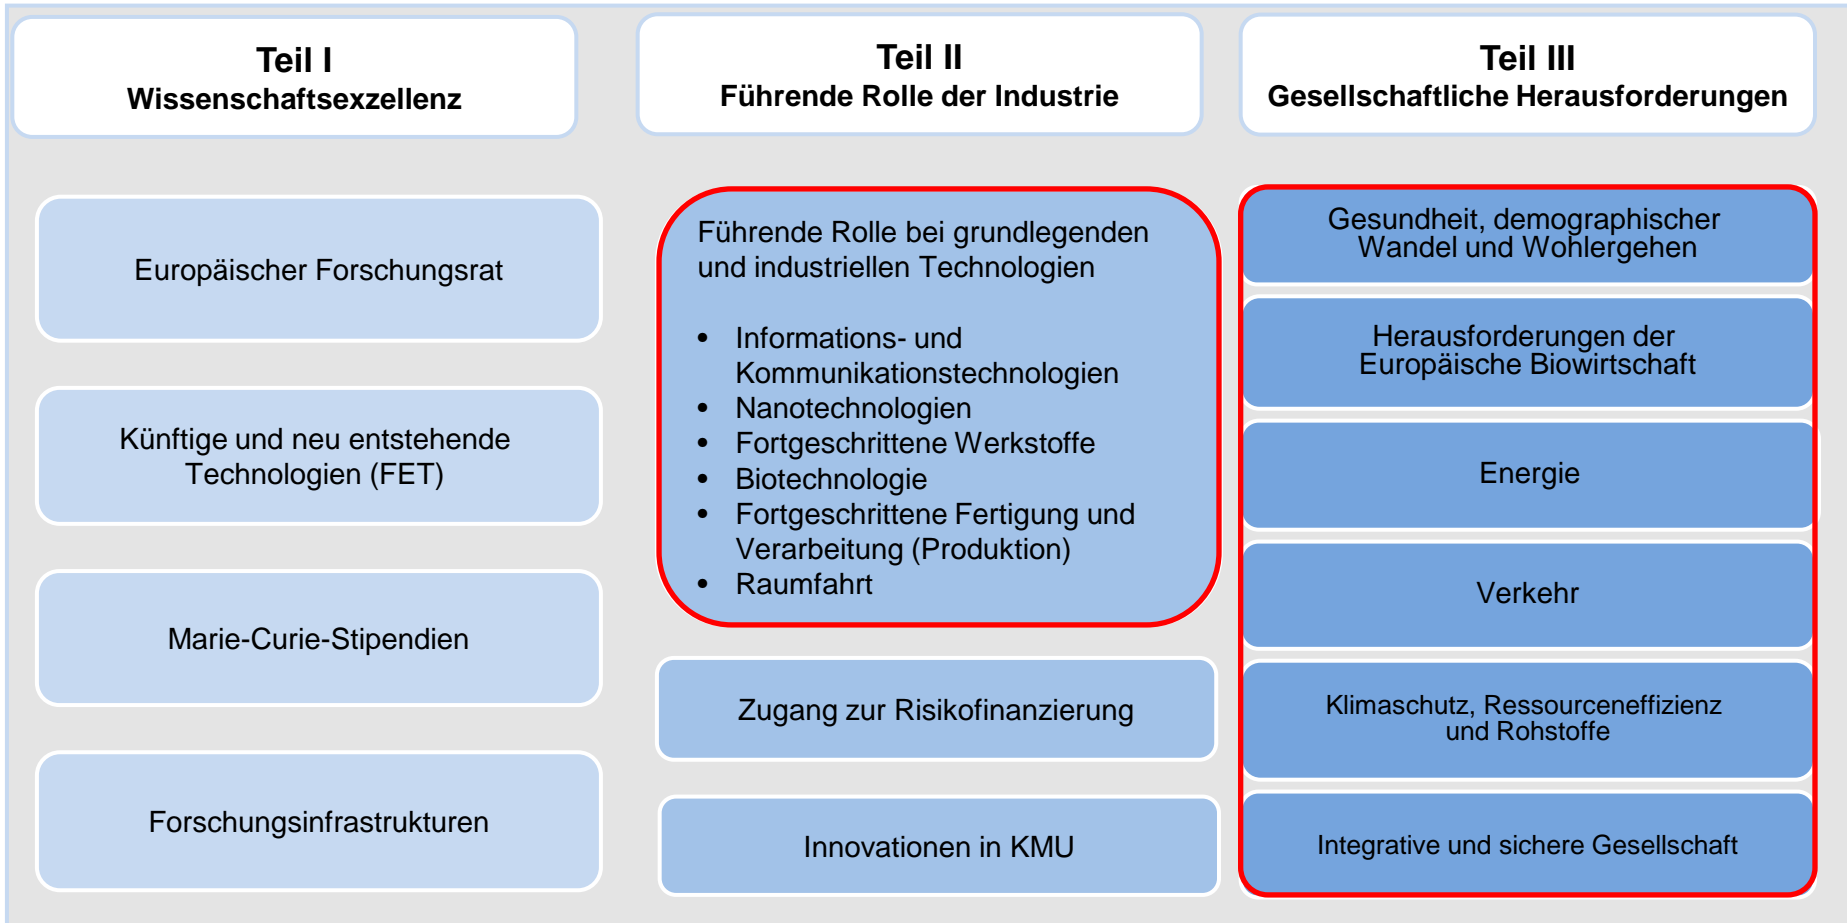 Teil I
Wissenschaftsexzellenz
Europäischer Forschungsrat
Künftige und neu entstehende
Technologien (FET)
Marie-Curie-Stipendien
Forschungsinfrastrukturen
Teil II
Führende Rolle der Industrie
Führende Rolle bei grundlegenden
und industriellen Technologien
• Informations- und
Kommunikationstechnologien
• Nanotechnologien
• Fortgeschrittene Werkstoffe
• Biotechnologie
• Fortgeschrittene Fertigung und
Verarbeitung (Produktion)
• Raumfahrt
Zugang zur Risikofinanzierung
Innovationen in KMU
Teil III
Gesellschaftliche Herausforderungen
Gesundheit, demographischer
Wandel und Wohlergehen
Herausforderungen der
Europäische Biowirtschaft
Energie
Verkehr
Klimaschutz, Ressourceneffizienz
und Rohstoffe
Integrative und sichere Gesellschaft